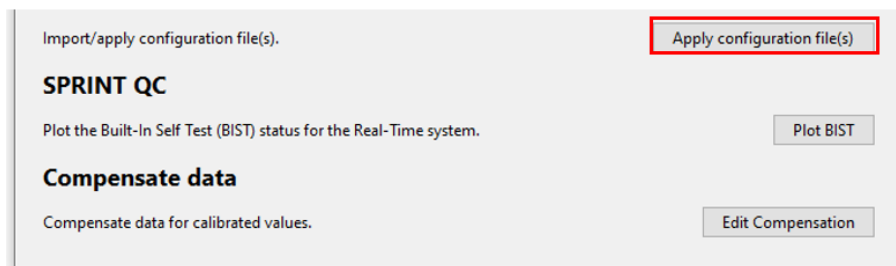 Import/apply configuration file(s).
Apply configuration file(s)
SPRINT QC
Plot the Built-In Self Test (BIST) status for the Real-Time system.
Plot BIST
Compensate data
Compensate data for calibrated values.
Edit Compensation